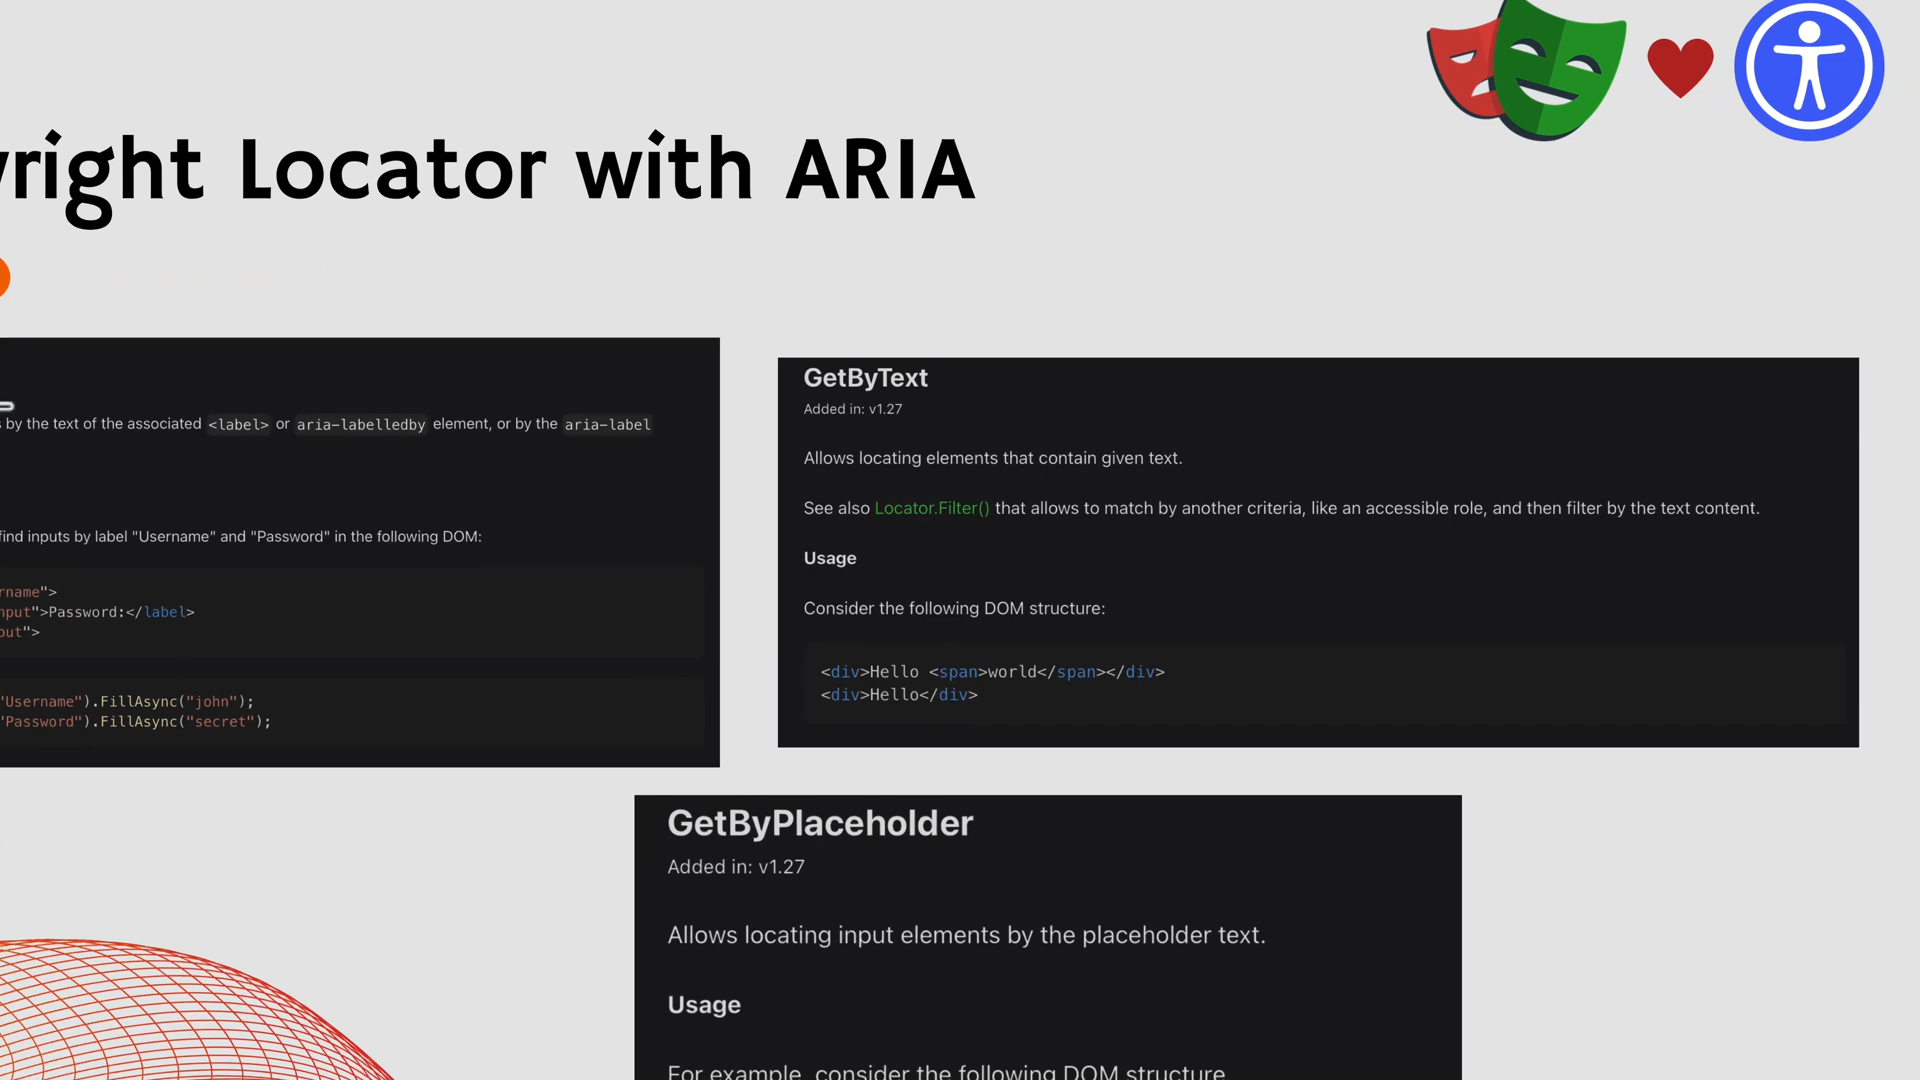 wright Locator with ARIA
s by the text of the associated <label> or aria-labelledby element, or by the aria-label
find inputs by label "Username" and "Password" in the following DOM:
rname">
nput">Password:</label>
put">
"Username").FillAsync("john");
"Password").FillAsync("secret");
GetByText
Added in: v1.27
Allows locating elements that contain given text.
See also Locator.Filter() that allows to match by another criteria, like an accessible role, and then filter by the text content.
Usage
Consider the following DOM structure:
<div>Hello <span>world</span></div>
<div>Hello</div>
GetByPlaceholder
Added in: v1.27
Allows locating input elements by the placeholder text.
Usage
For example, consider the following DOM structure.